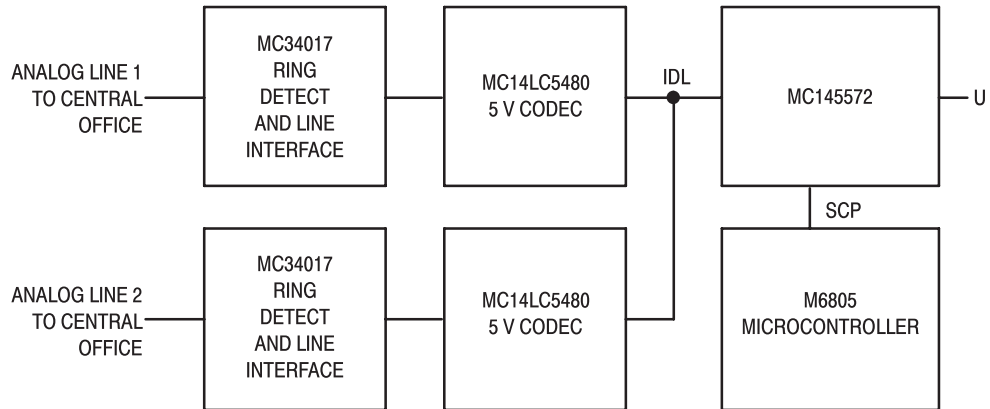 ANALOG LINE 1
TO CENTRAL
OFFICE
MC34017
RING
DETECT
AND LINE
INTERFACE
MC14LC5480
5 V CODEC
IDL
MC145572
U
SCP
ANALOG LINE 2
TO CENTRAL
OFFICE
MC34017
RING
DETECT
AND LINE
INTERFACE
MC14LC5480
5 V CODEC
M6805
MICROCONTROLLER